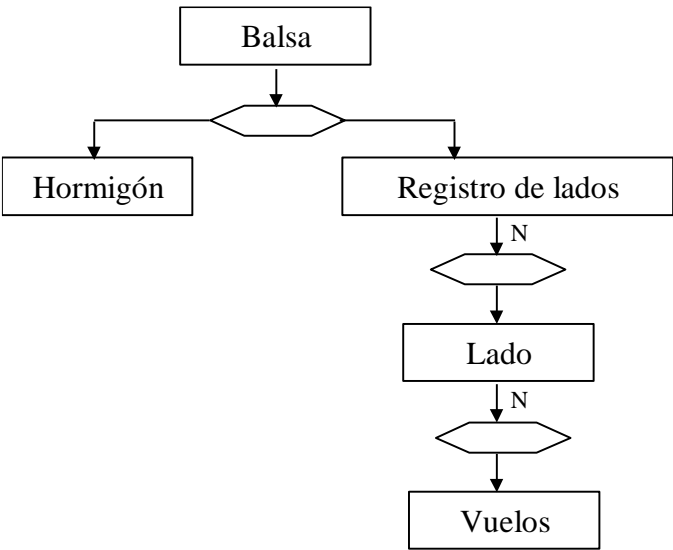 Balsa
Hormigón
Registro de lados
N
Lado
N
Vuelos